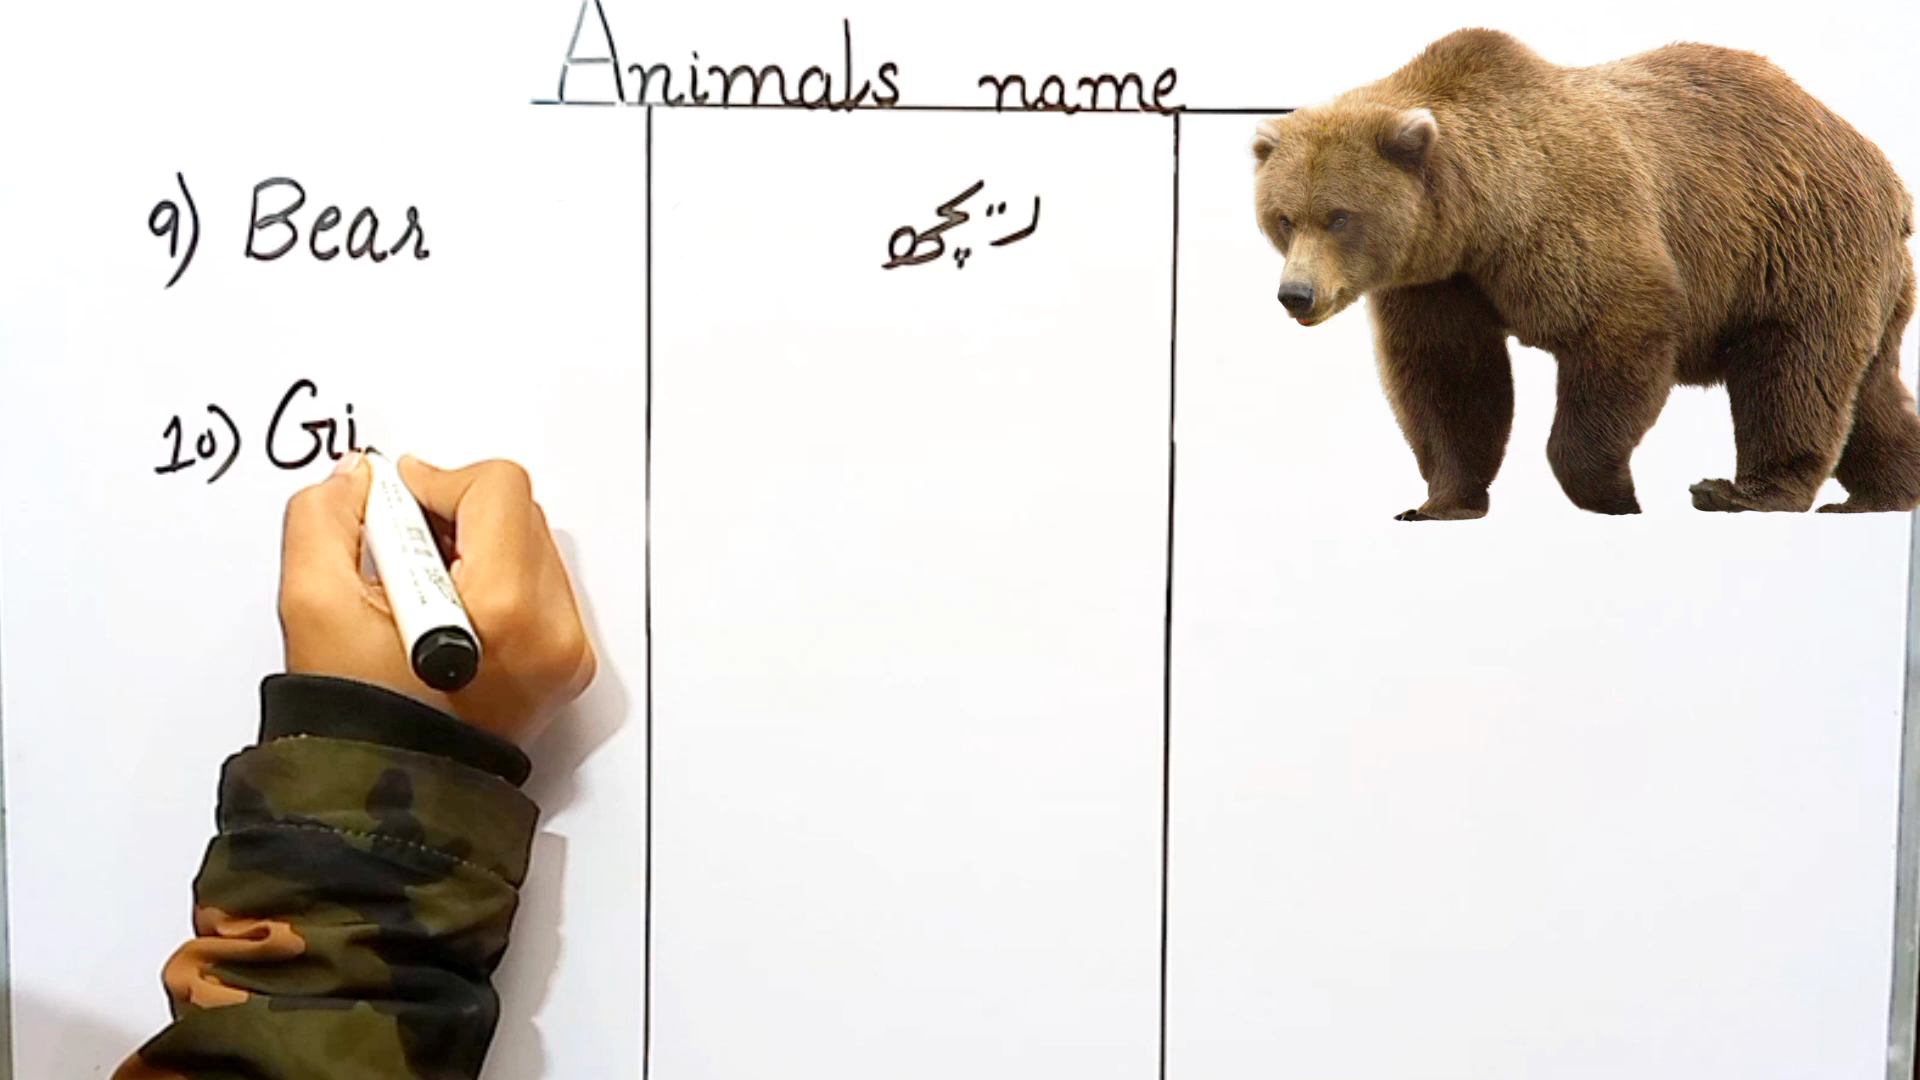 Animals name
9) Bear ریچھ
10) Gi